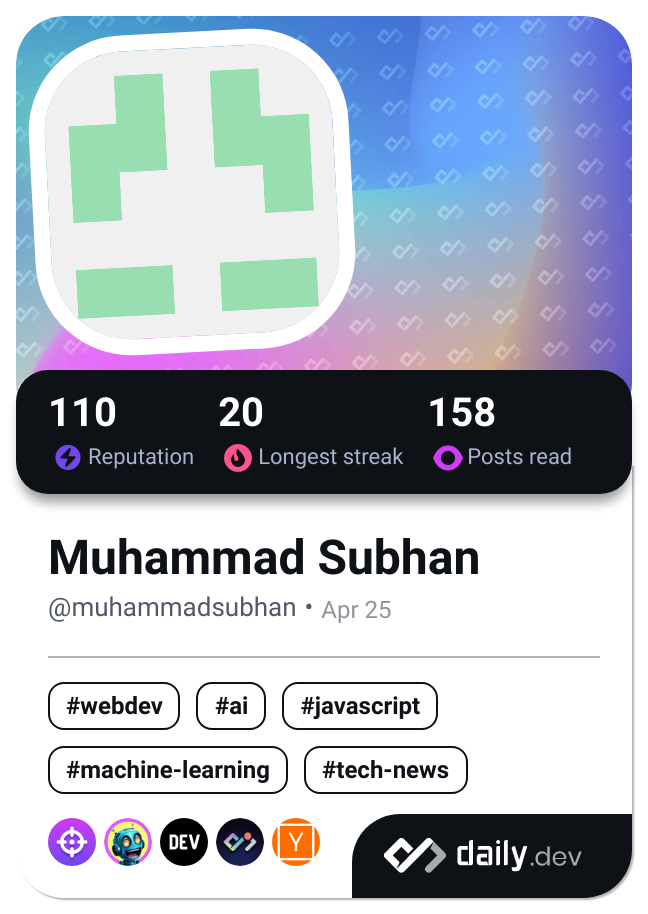 110 20 158
Reputation Longest streak Posts read
Muhammad Subhan
@muhammadsubhan • Apr 25
#webdev #ai #javascript
#machine-learning #tech-news
DEV Y
daily.dev